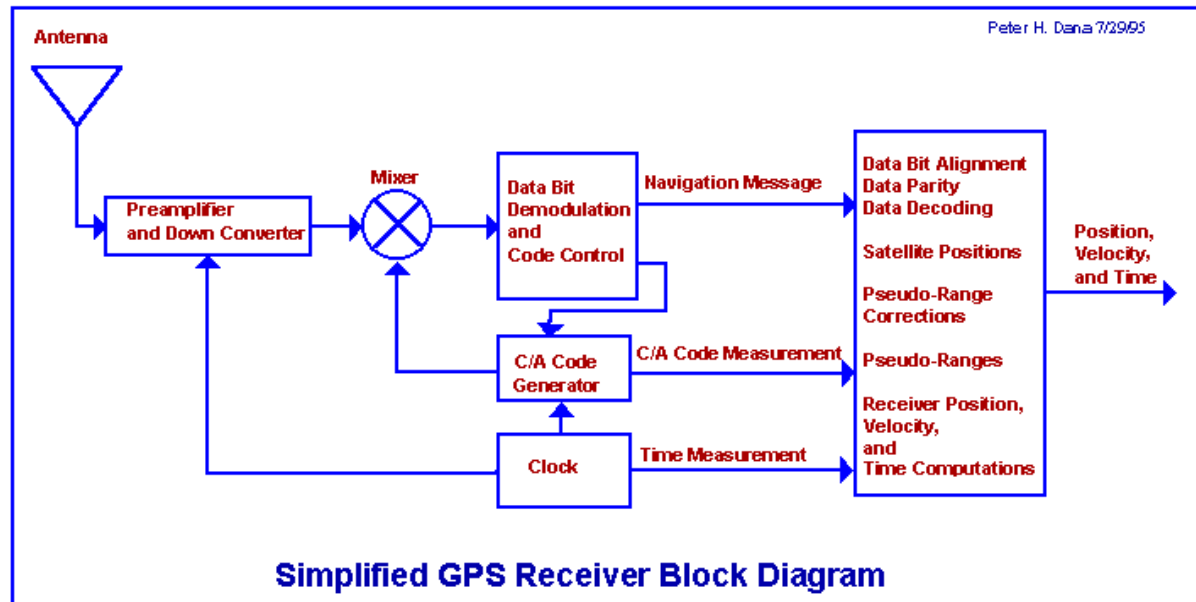 Peter H. Dana 7/29/95
Antenna
Preamplifier
and Down Converter
Mixer
Data Bit
Demodulation
and
Code Control
Navigation Message
C/A Code
Generator
C/A Code Measurement
Clock
Time Measurement
Data Bit Alignment
Data Parity
Data Decoding
Satellite Positions
Pseudo-Range
Corrections
Pseudo-Ranges
Receiver Position,
Velocity,
and
Time Computations
Position,
Velocity,
and Time
Simplified GPS Receiver Block Diagram